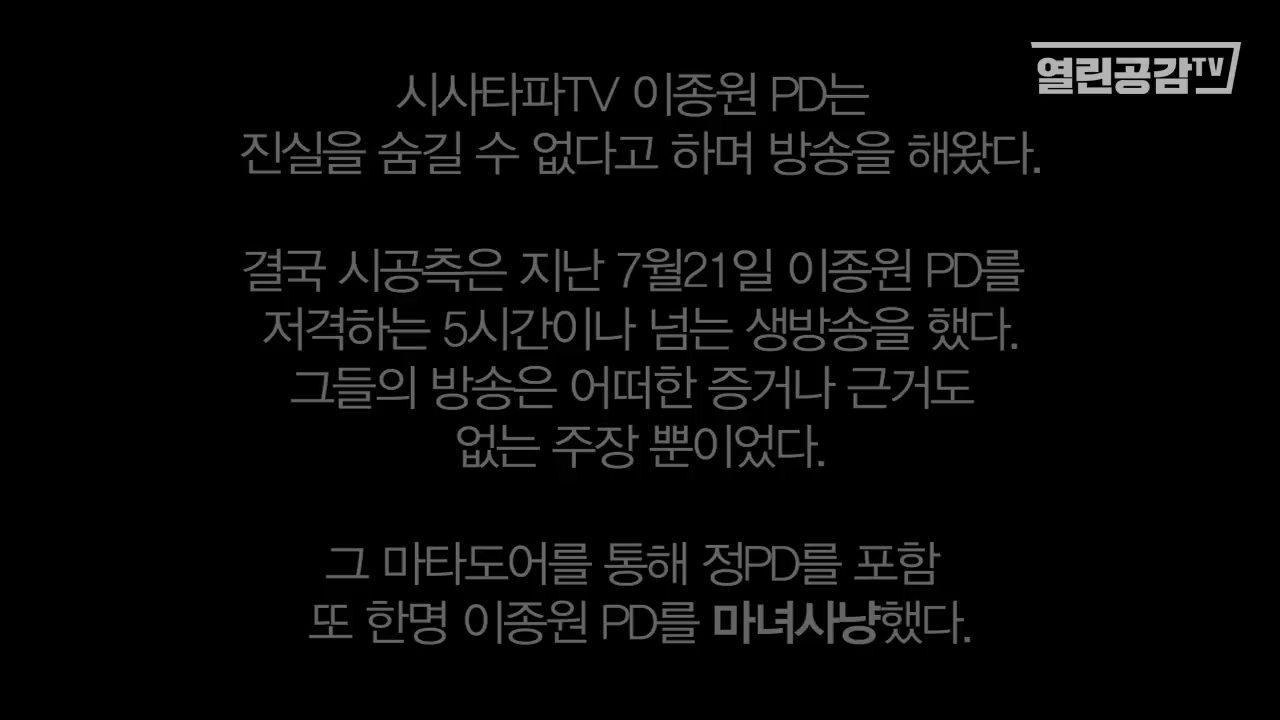 열린공감TV
시사타파TV 이종원 PD는
진실을 숨길 수 없다고 하며 방송을 해왔다.
결국 시공측은 지난 7월21일 이종원 PD를
저격하는 5시간이나 넘는 생방송을 했다.
그들의 방송은 어떠한 증거나 근거도
없는 주장 뿐이었다.
그 마타도어를 통해 정PD를 포함
또 한명 이종원 PD를 마녀사냥했다.